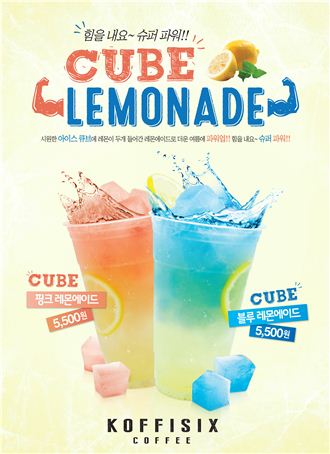 힘을 내요~ 슈퍼 파워!!
CUBE
LEMONADE
시원한 아이스 큐브에 레몬이 두개 들어간 레몬에이드로 더운 여름에 파워업!! 힘을 내요~ 슈퍼 파워!!
CUBE
핑크 레몬에이드
5,500원
CUBE
블루 레몬에이드
5,500원
KOFFISIX
COFFEE